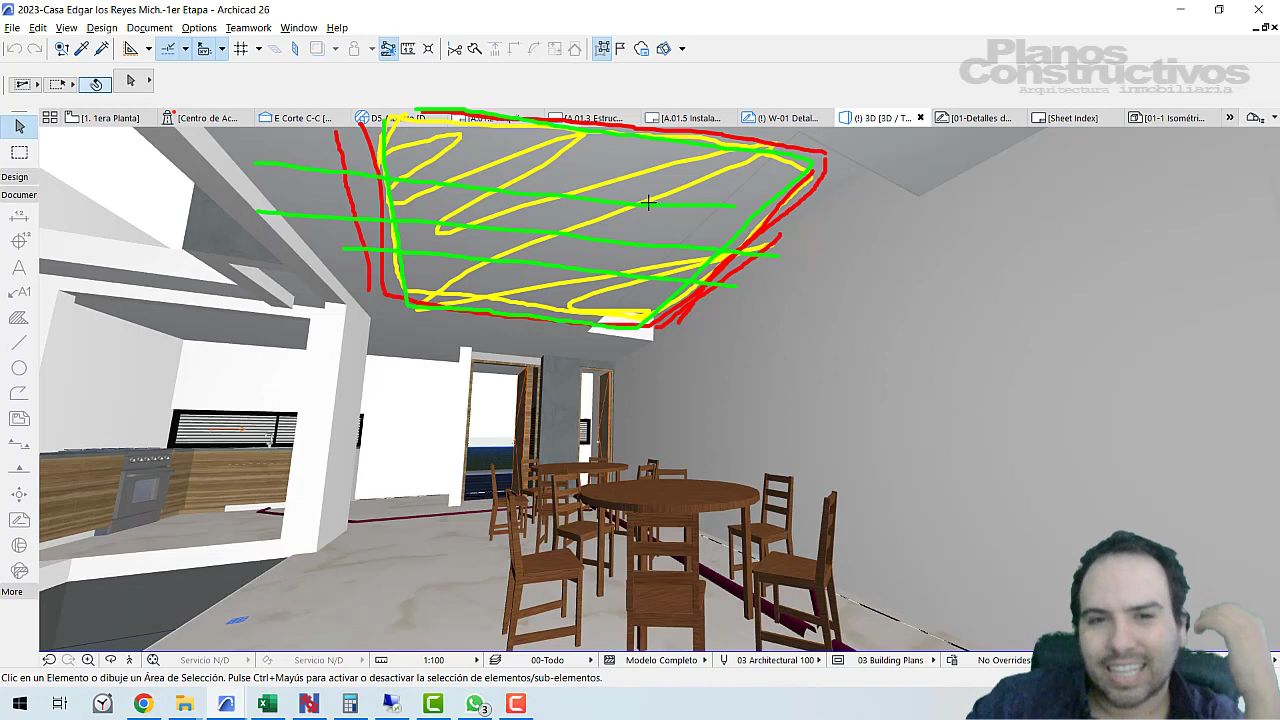 2023-Casa Edgar los Reyes Mich.-1er Etapa - Archicad 26
File Edit View Design Document Options Teamwork Window Help
Planos
Constructivos
Arquitectura inmobiliaria
[1. 1era Planta]
[Centro de Ac...
E Corte C-C [...
(!) W-01 Detal...
(!) 3D [3D / T...
[01-Detalles d...
[Sheet Index]
[01-I Isométri...
[A.01.3 Estruc...
[A.01.5 Instala...
Design
Docume
More
Servicio N/D
Servicio N/D
1:100
00-Todo
Modelo Completo
03 Architectural 100
03 Building Plans
No Overrides
Clic en un Elemento o dibuje un Área de Selección. Pulse Ctrl+Mayús para activar o desactivar la selección de elementos/sub-elementos.
3